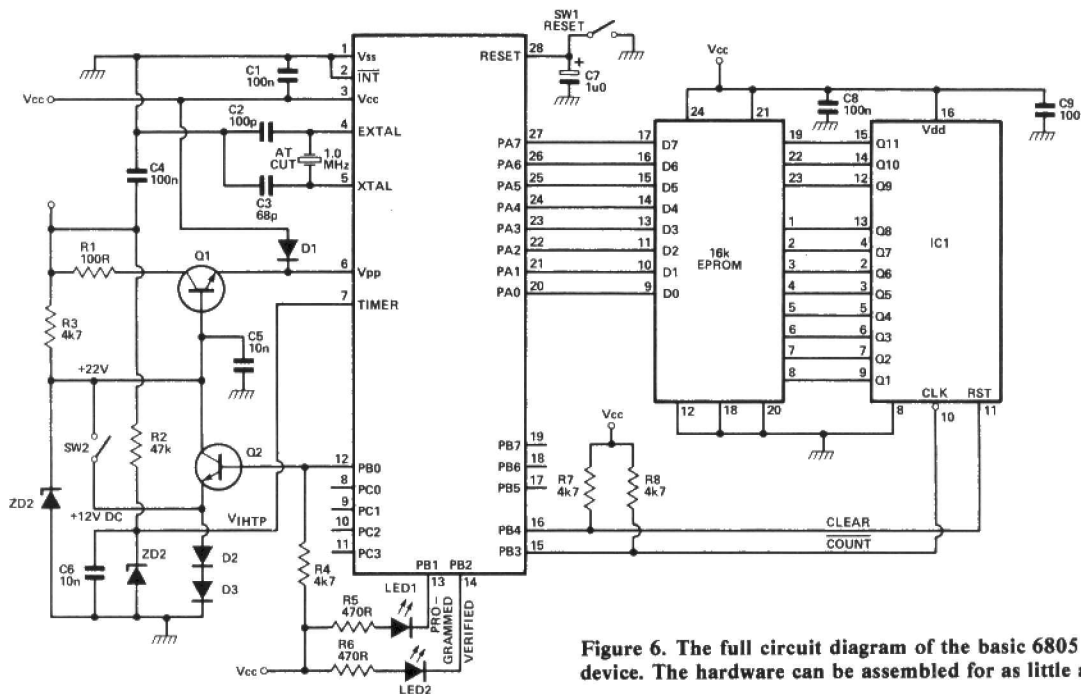 SW1
RESET
Vcc
1
Vss
2
INT
3
Vcc
4
EXTAL
5
XTAL
6
Vpp
7
TIMER
12
PB0
8
PC0
9
PC1
10
PC2
11
PC3
PB1
13
PB2
14
PRO-
GRAMMED
VERIFIED
RESET
28
+
C7
1u0
PA7
27
PA6
26
PA5
25
PA4
24
PA3
23
PA2
22
PA1
21
PA0
20
PB7
19
PB6
18
PB5
17
PB4
16
PB3
15
C1
100n
Vcc
C2
100p
AT
CUT
1.0
MHz
C3
68p
C4
100n
D1
R1
100R
Q1
R3
4k7
C5
10n
+22V
SW2
R2
47k
Q2
ZD2
+12V DC
VIHTP
C6
10n
ZD2
D2
D3
R4
4k7
R5
470R
LED1
R6
470R
LED2
Vcc
24
21
17
D7
16
D6
15
D5
14
D4
13
D3
11
D2
10
D1
9
D0
16k
EPROM
12
18
20
19
22
23
1
2
3
4
5
6
7
8
C8
100n
16
Vdd
C9
100
15
Q11
14
Q10
12
Q9
13
Q8
4
Q7
2
Q6
3
Q5
5
Q4
6
Q3
7
Q2
9
Q1
IC1
CLK
RST
8
10
11
Vcc
R7
4k7
R8
4k7
CLEAR
COUNT
Figure 6. The full circuit diagram of the basic 6805
device. The hardware can be assembled for as little a